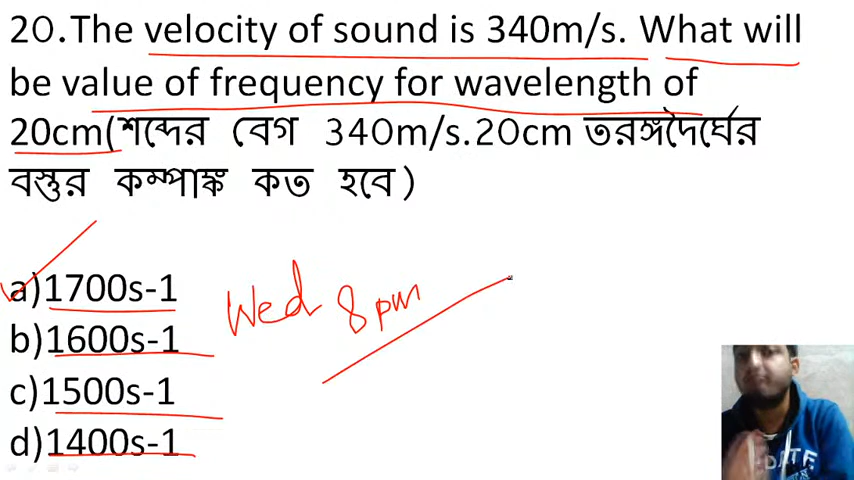 20.The velocity of sound is 340m/s. What will
be value of frequency for wavelength of
20cm(শব্দের বেগ 340m/s.20cm তরঙ্গদৈর্ঘের
বস্তুর কম্পাঙ্ক কত হবে)
a)1700s-1
b)1600s-1
Wed 8 pm
c)1500s-1
d)1400s-1
DATE